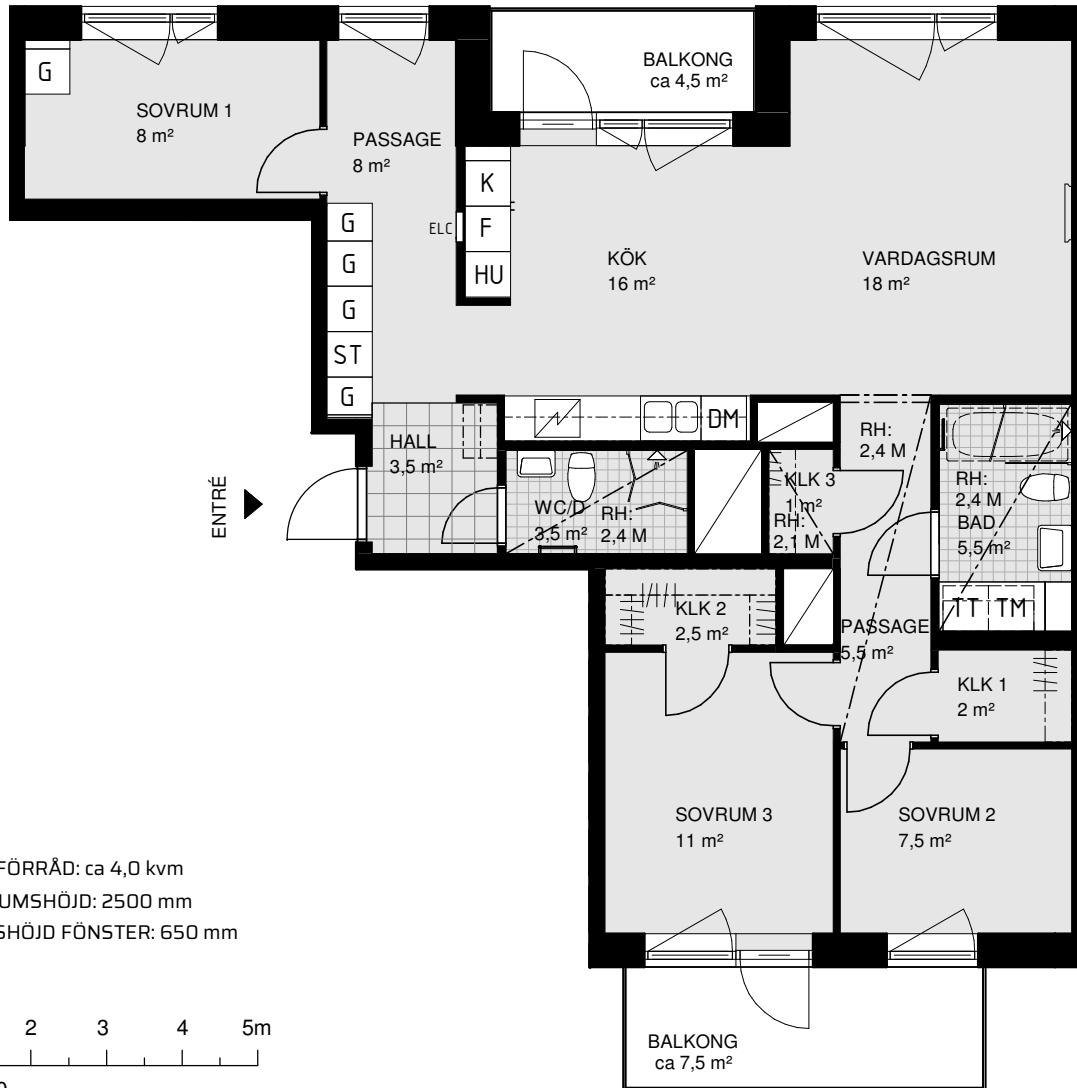 G
SOVRUM 1
8 m²
PASSAGE
8 m²
BALKONG
ca 4,5 m²
K
F
HU
ELC
KÖK
16 m²
VARDAGSRUM
18 m²
G
G
G
ST
G
HALL
3,5 m²
ENTRÉ
DM
WC/D
3,5 m²
RH:
2,4 M
KLK 3
1 m²
RH:
2,1 M
RH:
2,4 M
RH:
2,4 M
BAD
5,5 m²
TT TM
KLK 2
2,5 m²
PASSAGE
5,5 m²
KLK 1
2 m²
SOVRUM 3
11 m²
SOVRUM 2
7,5 m²
FÖRRÅD: ca 4,0 kvm
UMSHÖJD: 2500 mm
SHÖJD FÖNSTER: 650 mm
2 3 4 5m
BALKONG
ca 7,5 m²